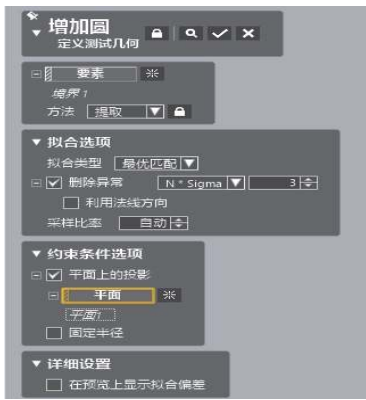 增加圆
定义测试几何
要素
境界 1
方法 提取
拟合选项
拟合类型 最优匹配
删除异常 N * Sigma 3
利用法线方向
采样比率 自动
约束条件选项
平面上的投影
平面
平面1
固定半径
详细设置
在预览上显示拟合偏差